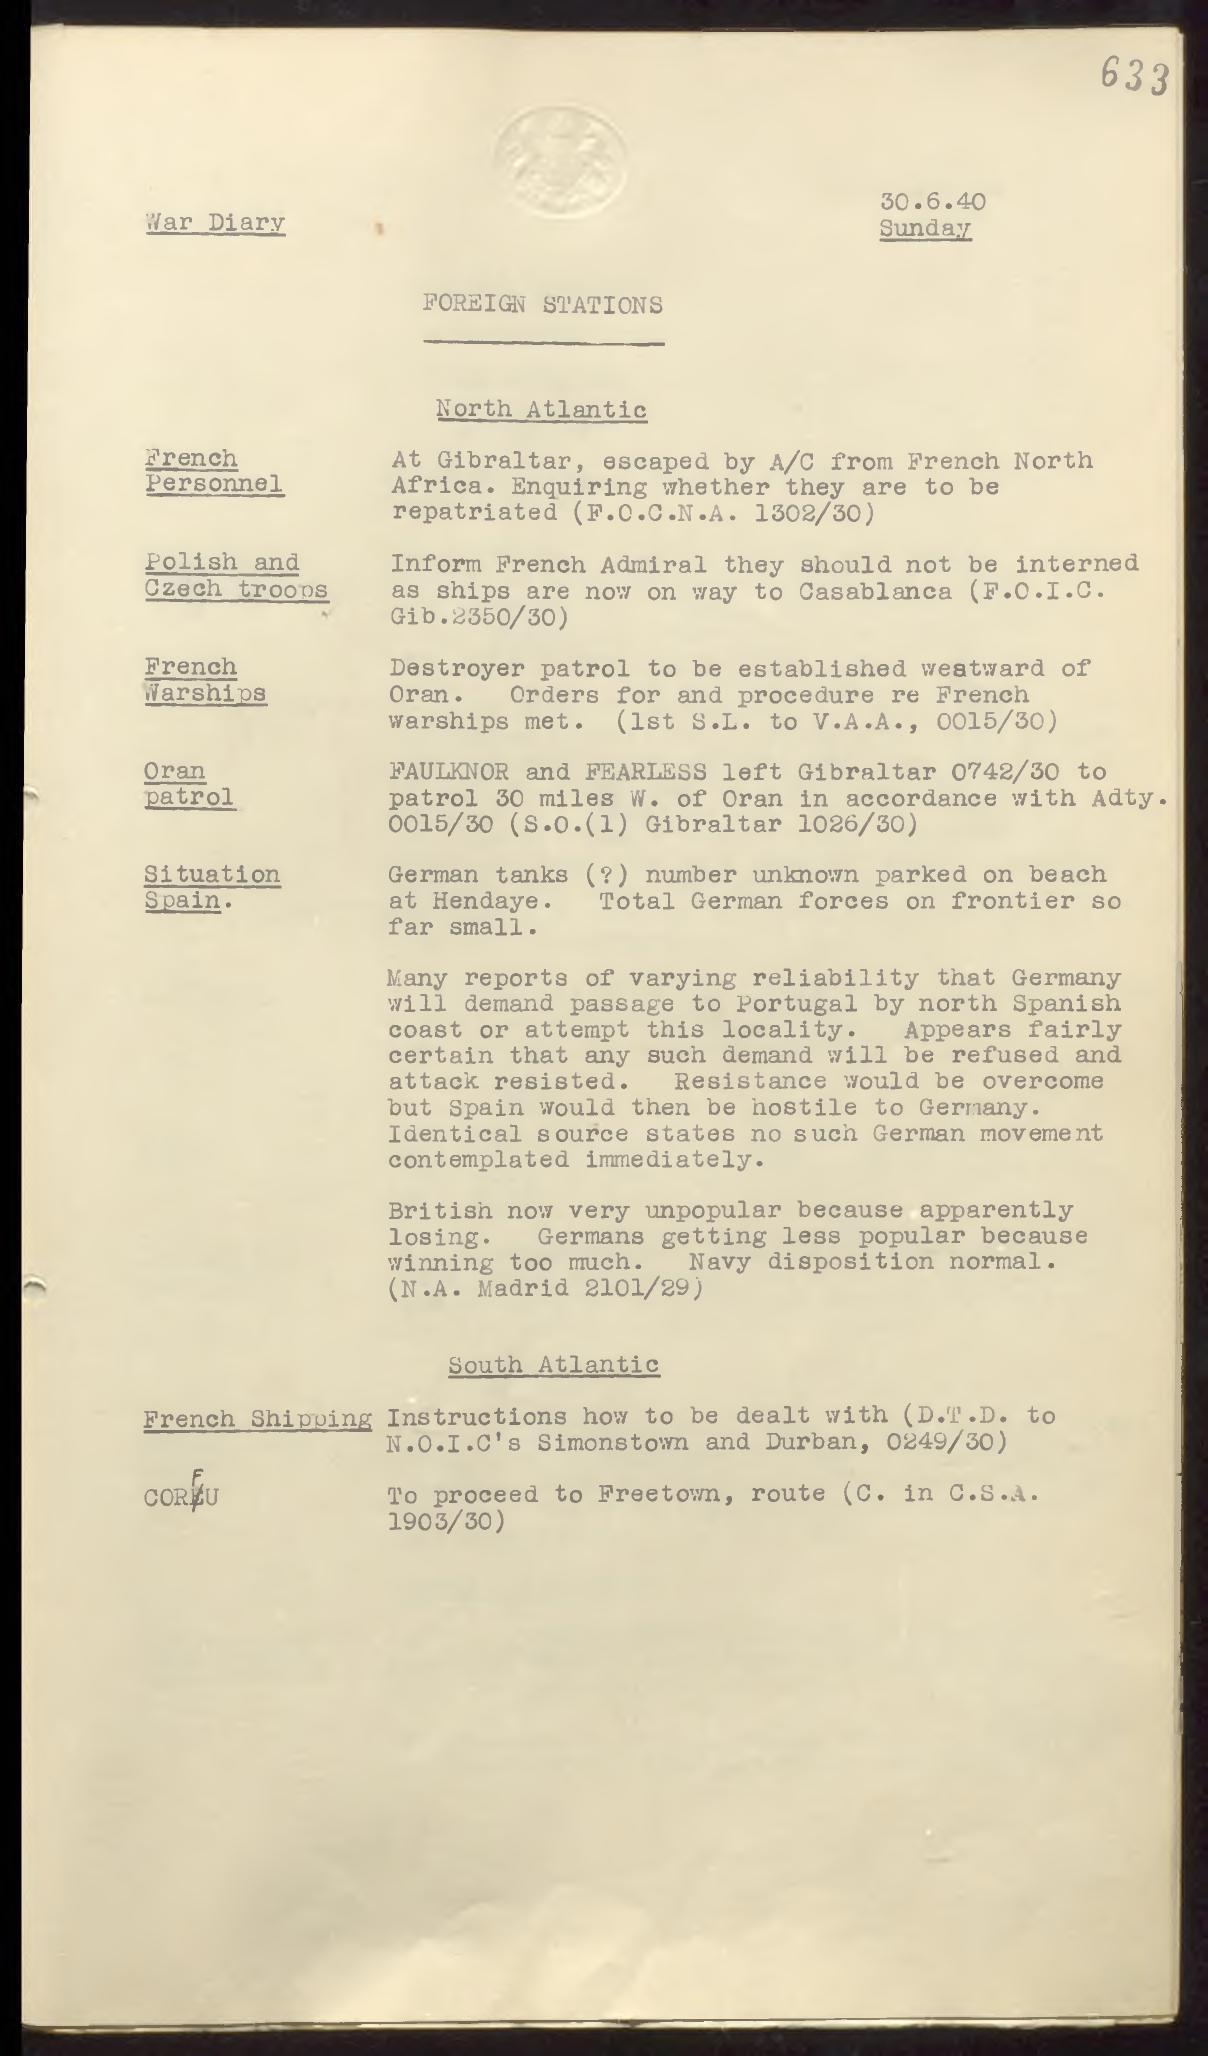 633
War Diary
30.6.40
Sunday
FOREIGN STATIONS
North Atlantic
French Personnel
At Gibraltar, escaped by A/C from French North
Africa. Enquiring whether they are to be
repatriated (F.O.C.N.A. 1302/30)
Polish and Czech troops
Inform French Admiral they should not be interned
as ships are now on way to Casablanca (F.O.I.C.
Gib.2350/30)
French Warships
Destroyer patrol to be established westward of
Oran. Orders for and procedure re French
warships met. (1st S.L. to V.A.A., 0015/30)
Oran patrol
FAULKNOR and FEARLESS left Gibraltar 0742/30 to
patrol 30 miles W. of Oran in accordance with Adty.
0015/30 (S.O.(1) Gibraltar 1026/30)
Situation Spain.
German tanks (?) number unknown parked on beach
at Hendaye. Total German forces on frontier so
far small.
Many reports of varying reliability that Germany
will demand passage to Portugal by north Spanish
coast or attempt this locality. Appears fairly
certain that any such demand will be refused and
attack resisted. Resistance would be overcome
but Spain would then be hostile to Germany.
Identical source states no such German movement
contemplated immediately.
British now very unpopular because apparently
losing. Germans getting less popular because
winning too much. Navy disposition normal.
(N.A. Madrid 2101/29)
South Atlantic
French Shipping
Instructions how to be dealt with (D.T.D. to
N.O.I.C's Simonstown and Durban, 0249/30)
CORFU
To proceed to Freetown, route (C. in C.S.A.
1903/30)